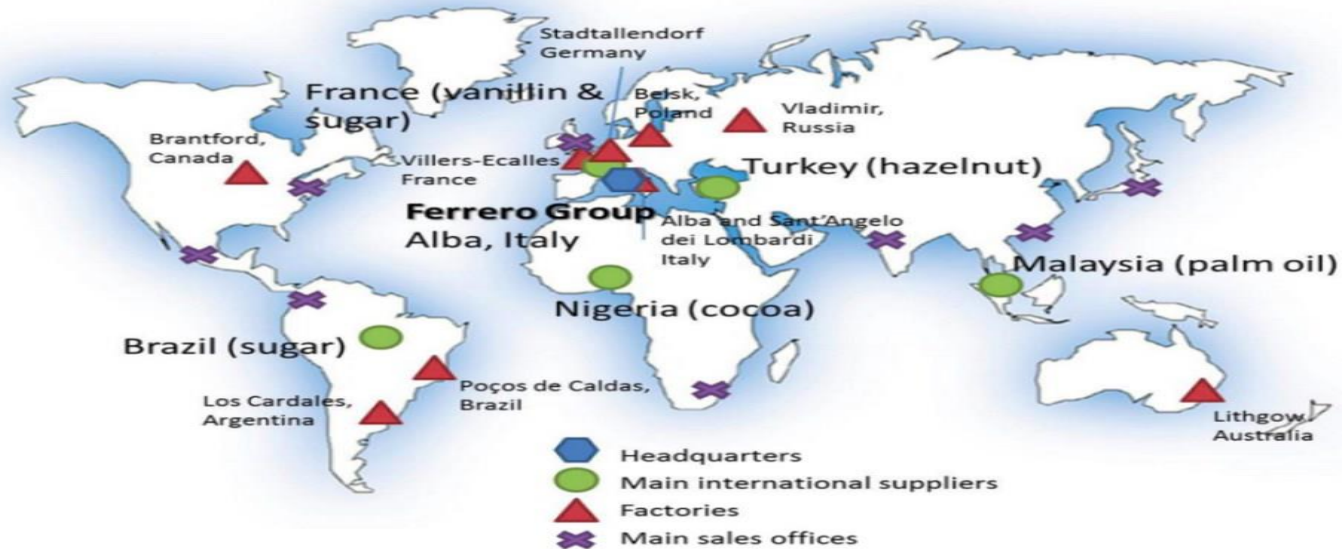 Stadtallendorf
Germany
France (vanillin &
sugar)
Belsk,
Poland
Vladimir,
Russia
Brantford,
Canada
Villers-Ecalles
France
Turkey (hazelnut)
Ferrero Group
Alba, Italy
Alba and Sant'Angelo
dei Lombardi
Italy
Malaysia (palm oil)
Nigeria (cocoa)
Brazil (sugar)
Poços de Caldas,
Brazil
Los Cardales,
Argentina
Lithgow,
Australia
Headquarters
Main international suppliers
Factories
Main sales offices